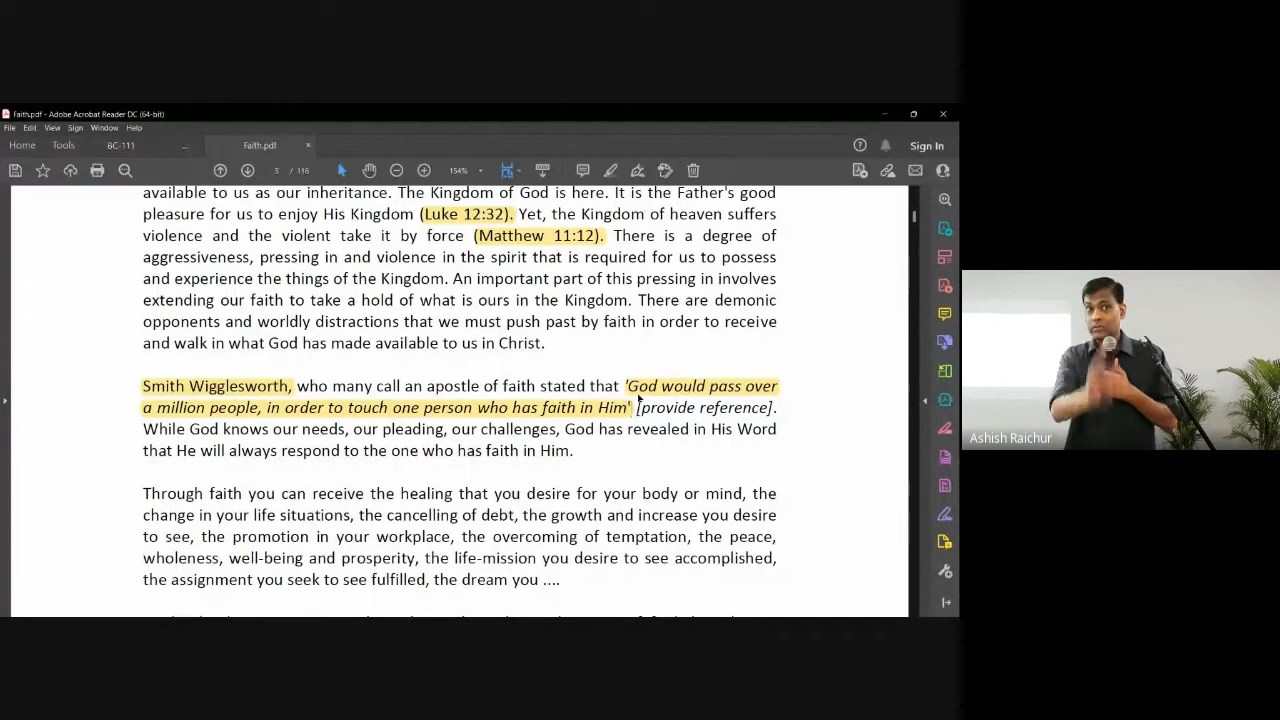 Faith.pdf - Adobe Acrobat Reader DC (64-bit)
File Edit View Sign Window Help
Home Tools BC-111 ... Faith.pdf × Sign In
5 / 116 154%
available to us as our inheritance. The Kingdom of God is here. It is the Father's good
pleasure for us to enjoy His Kingdom (Luke 12:32). Yet, the Kingdom of heaven suffers
violence and the violent take it by force (Matthew 11:12). There is a degree of
aggressiveness, pressing in and violence in the spirit that is required for us to possess
and experience the things of the Kingdom. An important part of this pressing in involves
extending our faith to take a hold of what is ours in the Kingdom. There are demonic
opponents and worldly distractions that we must push past by faith in order to receive
and walk in what God has made available to us in Christ.
Smith Wigglesworth, who many call an apostle of faith stated that 'God would pass over
a million people, in order to touch one person who has faith in Him' [provide reference].
While God knows our needs, our pleading, our challenges, God has revealed in His Word
that He will always respond to the one who has faith in Him.
Through faith you can receive the healing that you desire for your body or mind, the
change in your life situations, the cancelling of debt, the growth and increase you desire
to see, the promotion in your workplace, the overcoming of temptation, the peace,
wholeness, well-being and prosperity, the life-mission you desire to see accomplished,
the assignment you seek to see fulfilled, the dream you ....
Ashish Raichur